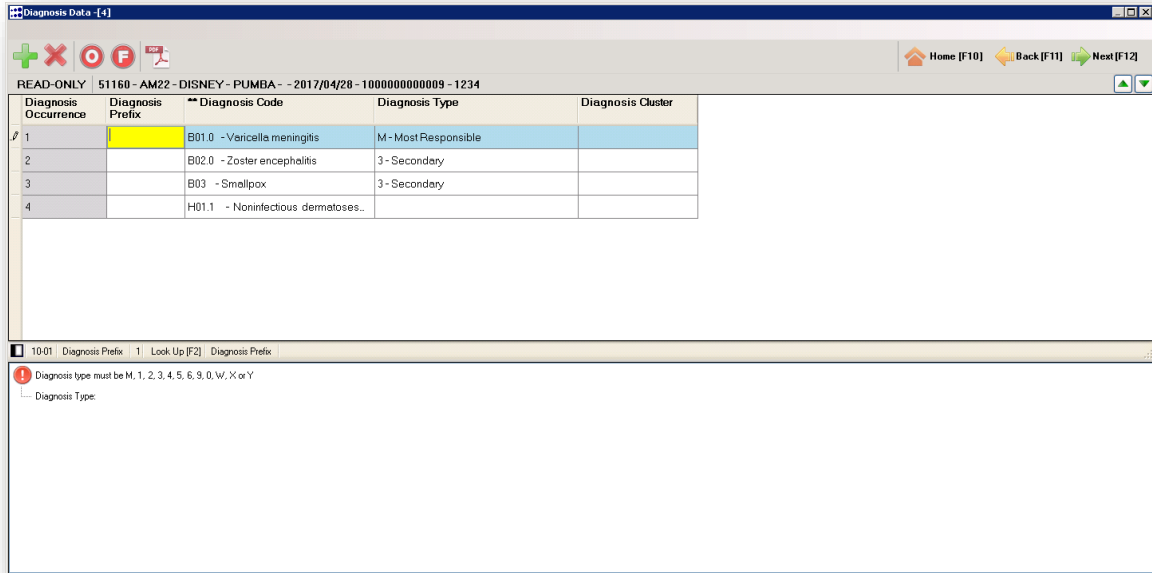 Diagnosis Data -[4]
PDF
Home [F10] Back [F11] Next [F12]
READ-ONLY 51160 - AM22 - DISNEY - PUMBA - - 2017/04/28 - 1000000000009 - 1234
Diagnosis Occurrence Diagnosis Prefix ** Diagnosis Code Diagnosis Type Diagnosis Cluster
1 B01.0 - Varicella meningitis M - Most Responsible
2 B02.0 - Zoster encephalitis 3 - Secondary
3 B03 - Smallpox 3 - Secondary
4 H01.1 - Noninfectious dermatoses..
10-01 Diagnosis Prefix 1 Look Up [F2] Diagnosis Prefix
Diagnosis type must be M, 1, 2, 3, 4, 5, 6, 9, 0, W, X or Y
Diagnosis Type: